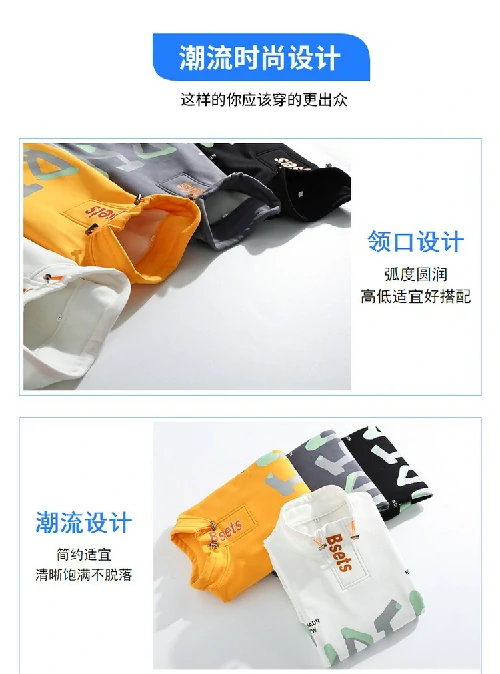 潮流时尚设计
这样的你应该穿的更出众
领口设计
弧度圆润
高低适宜好搭配
潮流设计
简约适宜
清晰饱满不脱落
Bsets
Bsets